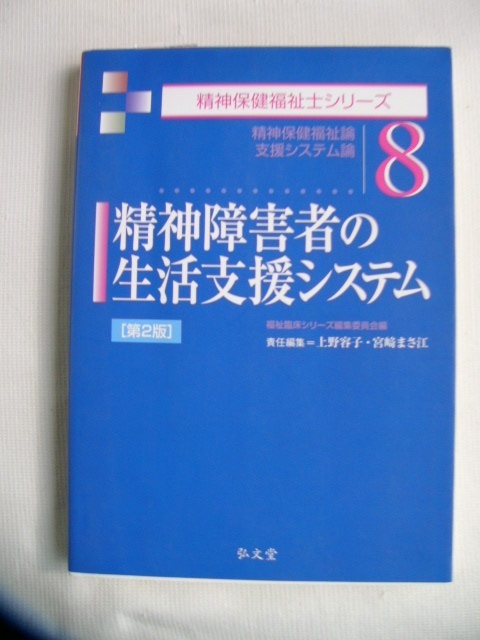 精神保健福祉士シリーズ
精神保健福祉論
支援システム論
8
精神障害者の
生活支援システム
[第2版]
福祉臨床シリーズ編集委員会編
責任編集＝上野容子・宮崎まさ江
弘文堂